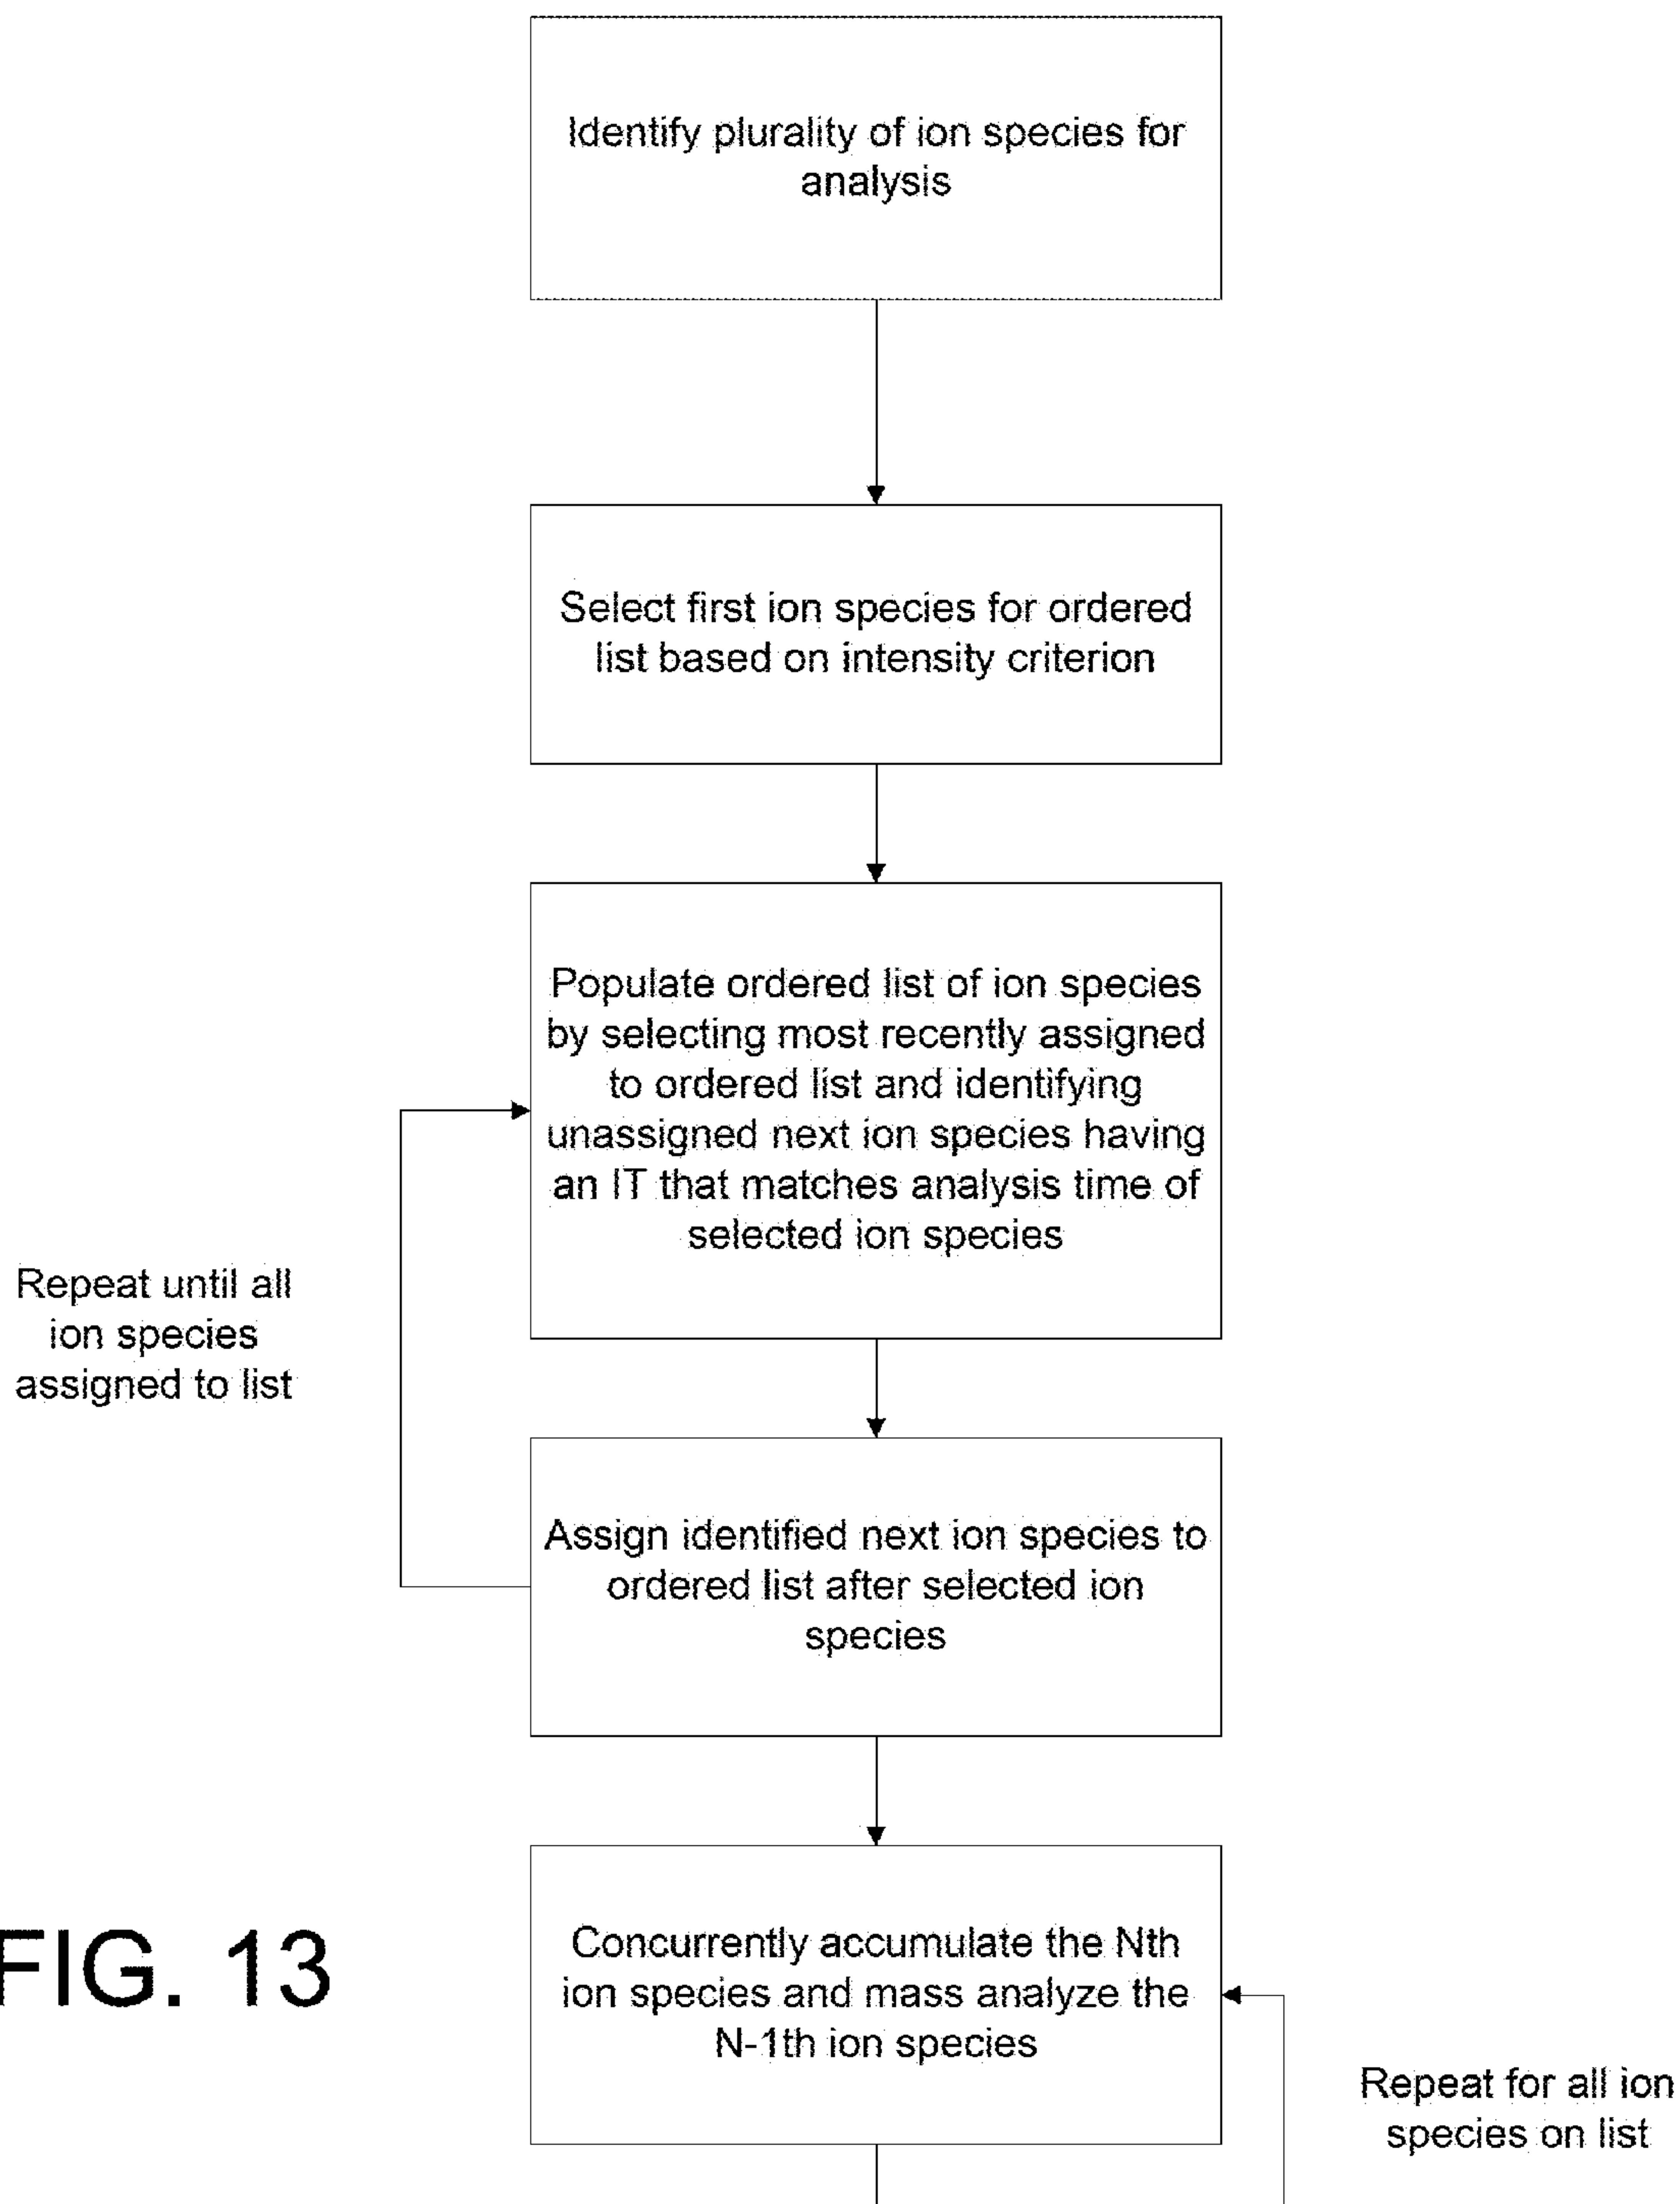 Identify plurality of ion species for
analysis
Select first ion species for ordered
list based on intensity criterion
Populate ordered list of ion species
by selecting most recently assigned
to ordered list and identifying
unassigned next ion species having
an IT that matches analysis time of
selected ion species
Repeat until all
ion species
assigned to list
Assign identified next ion species to
ordered list after selected ion
species
Concurrently accumulate the Nth
ion species and mass analyze the
N-1th ion species
FIG. 13
Repeat for all ion
species on list